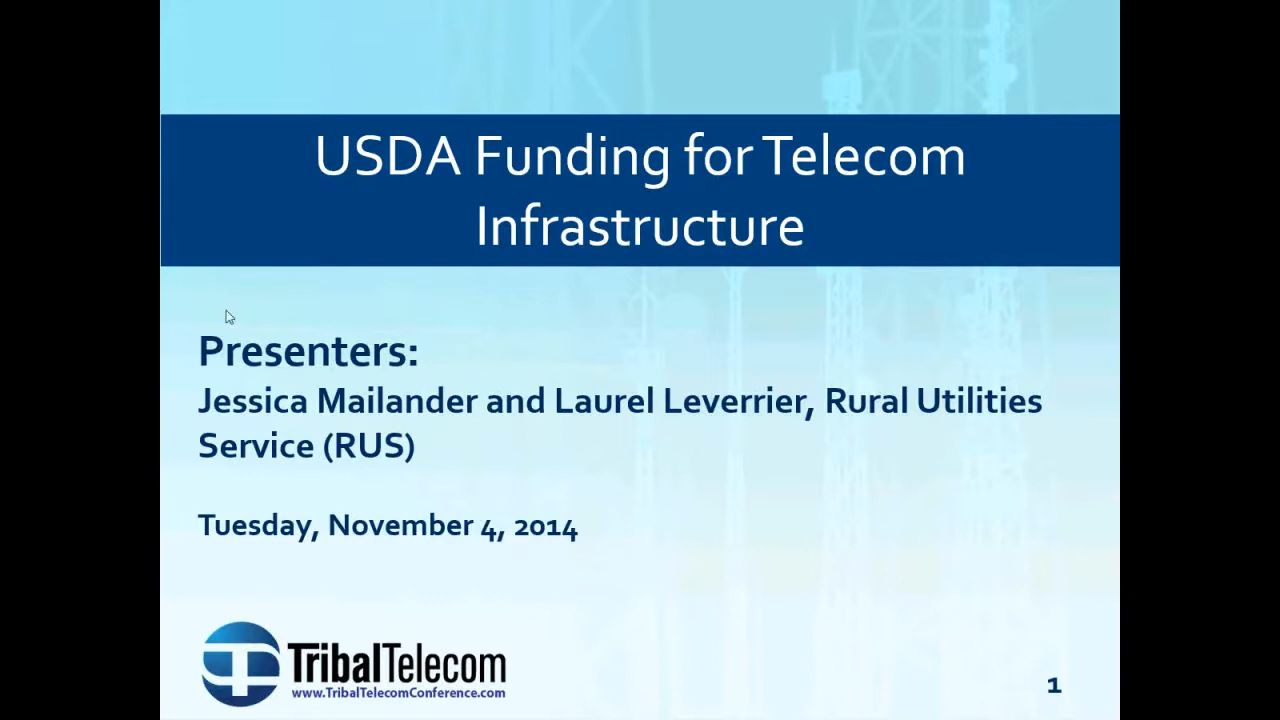 USDA Funding for Telecom
Infrastructure
Presenters:
Jessica Mailander and Laurel Leverrier, Rural Utilities
Service (RUS)
Tuesday, November 4, 2014
TribalTelecom
www.TribalTelecomConference.com
1